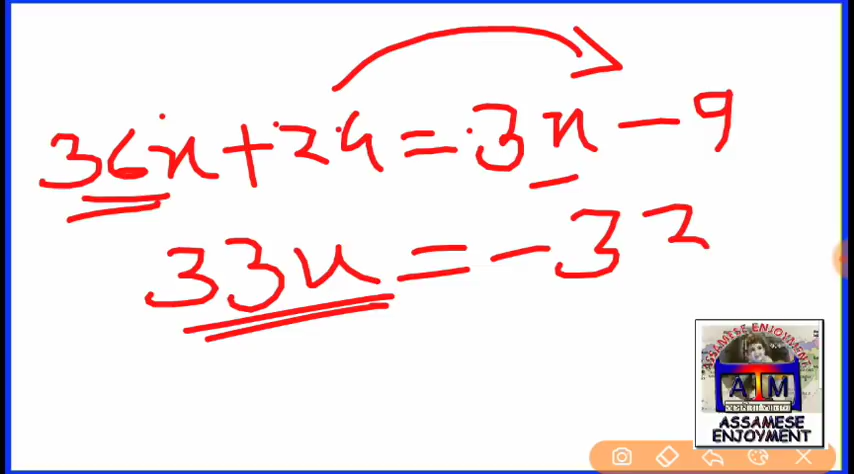 36x+24=3x-9
33x=-32
ASSAMESE ENJOYMENT
ATM
ASSAMESE
ENJOYMENT